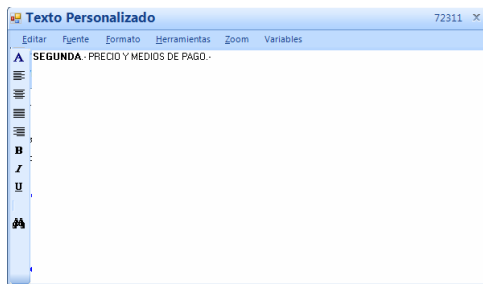 Texto Personalizado 72311
Editar Fuente Formato Herramientas Zoom Variables
SEGUNDA.- PRECIO Y MEDIOS DE PAGO.-
A
B
I
U